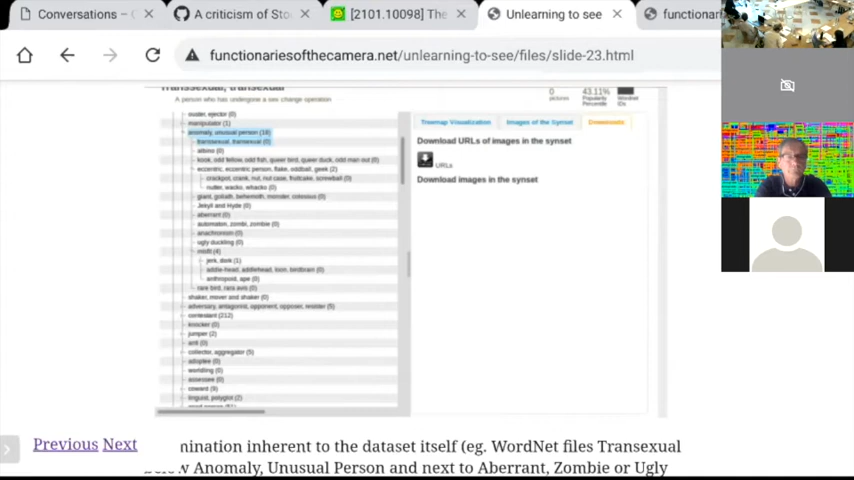 Conversations –
A criticism of Sto
[2101.10098] The
Unlearning to see
functionar
functionariesofthecamera.net/unlearning-to-see/files/slide-23.html
Transsexual, transexual
A person who has undergone a sex change operation
0
pictures
43.11%
Popularity
Percentile
Wordnet
IDs
ouster, ejector (0)
manipulator (1)
anomaly, unusual person (18)
transsexual, transexual (0)
albino (0)
kook, odd fellow, odd fish, queer bird, queer duck, odd man out (0)
eccentric, eccentric person, flake, oddball, geek (2)
crackpot, crank, nut, nut case, fruitcake, screwball (0)
nutter, wacko, whacko (0)
giant, goliath, behemoth, monster, colossus (0)
Jekyll and Hyde (0)
aberrant (0)
automaton, zombi, zombie (0)
anachronism (0)
ugly duckling (0)
misfit (4)
jerk, dork (1)
addle-head, addlehead, loon, birdbrain (0)
anthropoid, ape (0)
rare bird, rara avis (0)
shaker, mover and shaker (0)
adversary, antagonist, opponent, opposer, resister (5)
contestant (212)
knocker (0)
jumper (2)
anti (0)
collector, aggregator (5)
adoptee (0)
worldling (0)
assessee (0)
coward (9)
linguist, polyglot (2)
Treemap Visualization
Images of the Synset
Downloads
Download URLs of images in the synset
URLs
Download images in the synset
Previous Next
mination inherent to the dataset itself (eg. WordNet files Transexual
below Anomaly, Unusual Person and next to Aberrant, Zombie or Ugly